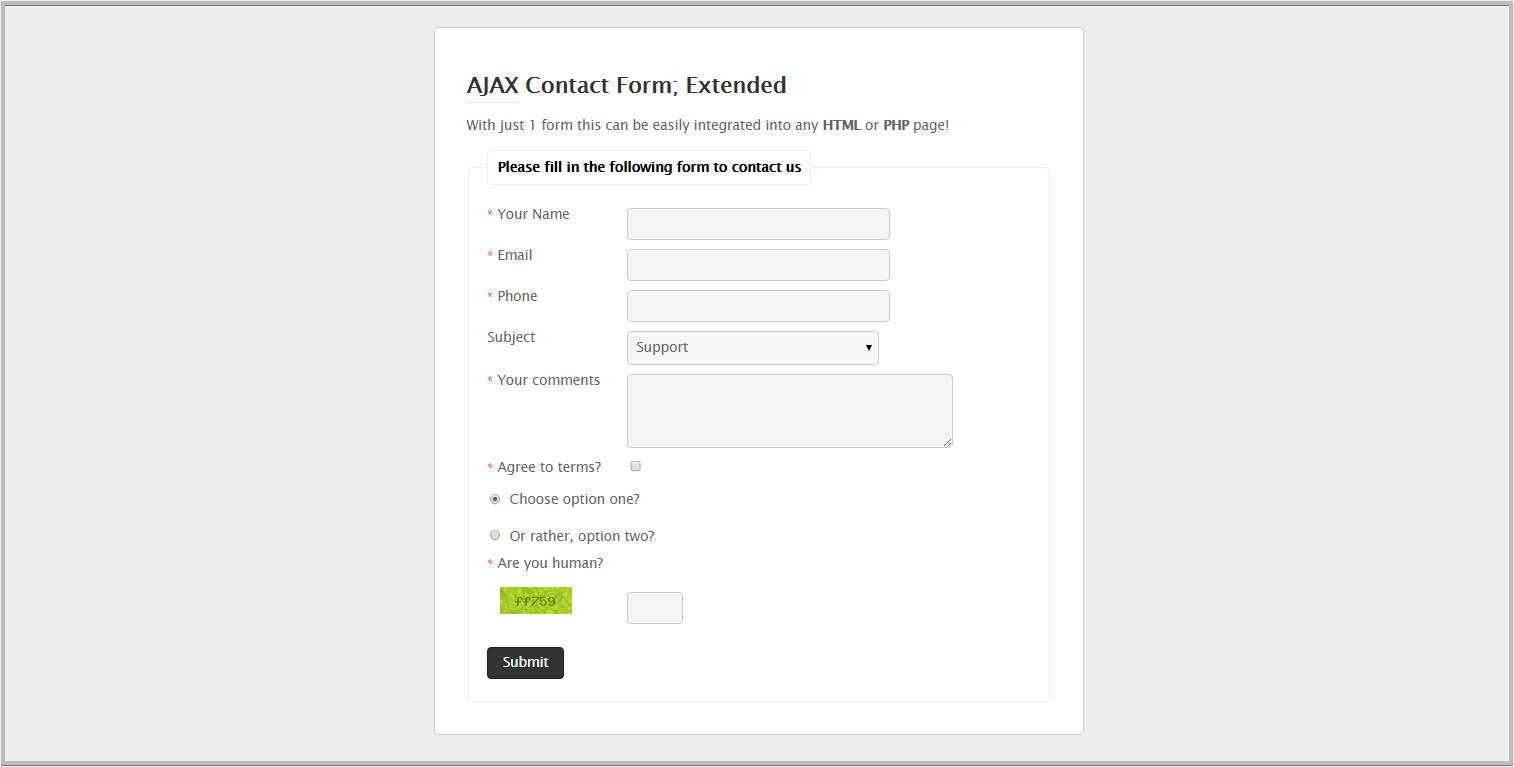 AJAX Contact Form; Extended
With just 1 form this can be easily integrated into any HTML or PHP page!
Please fill in the following form to contact us
* Your Name
* Email
* Phone
Subject
Support
* Your comments
* Agree to terms?
Choose option one?
Or rather, option two?
* Are you human?
ff759
Submit